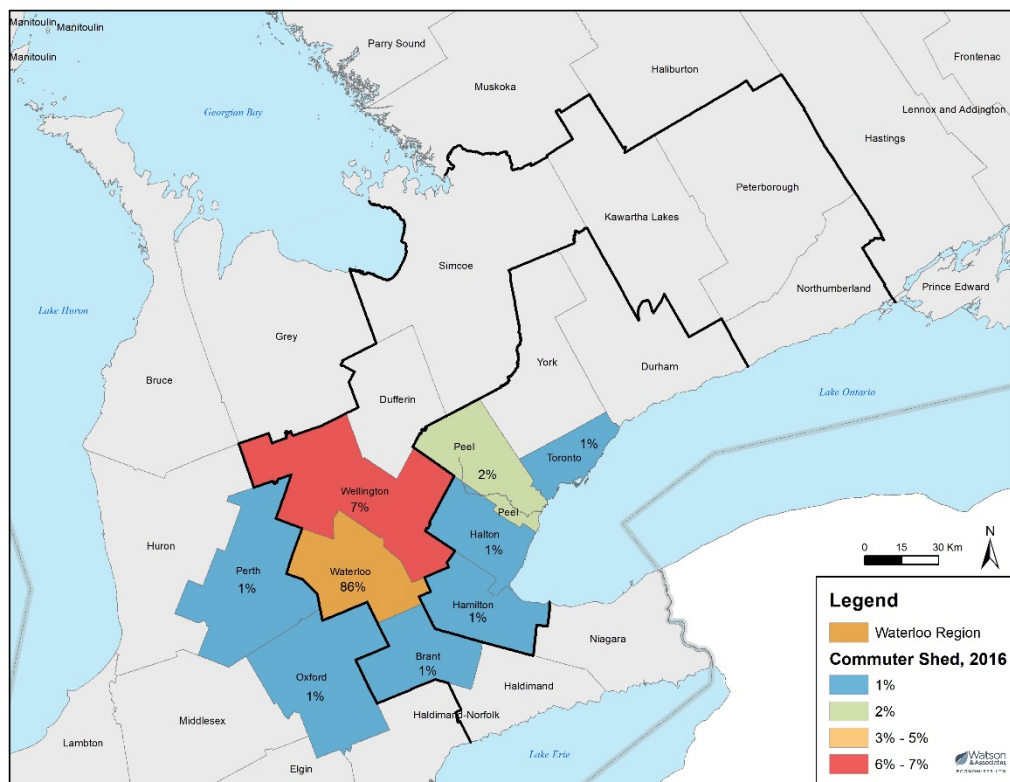 Manitoulin
Manitoulin
Manitoulin
Parry Sound
Muskoka
Haliburton
Frontenac
Lennox and Addington
Hastings
Georgian Bay
Peterborough
Kawartha Lakes
Simcoe
Northumberland
Prince Edward
Lake Huron
Grey
York
Durham
Bruce
Dufferin
Lake Ontario
Peel
2%
1%
Toronto
Wellington
7%
Peel
Huron
Halton
1%
Perth
1%
Waterloo
86%
Hamilton
1%
Niagara
Brant
1%
Oxford
1%
Haldimand
Haldimand-Norfolk
Middlesex
Lambton
Elgin
Lake Erie
N
0 15 30 Km
Legend
Waterloo Region
Commuter Shed, 2016
1%
2%
3% - 5%
6% - 7%
Watson
& Associates
ECONOMISTS LTD.